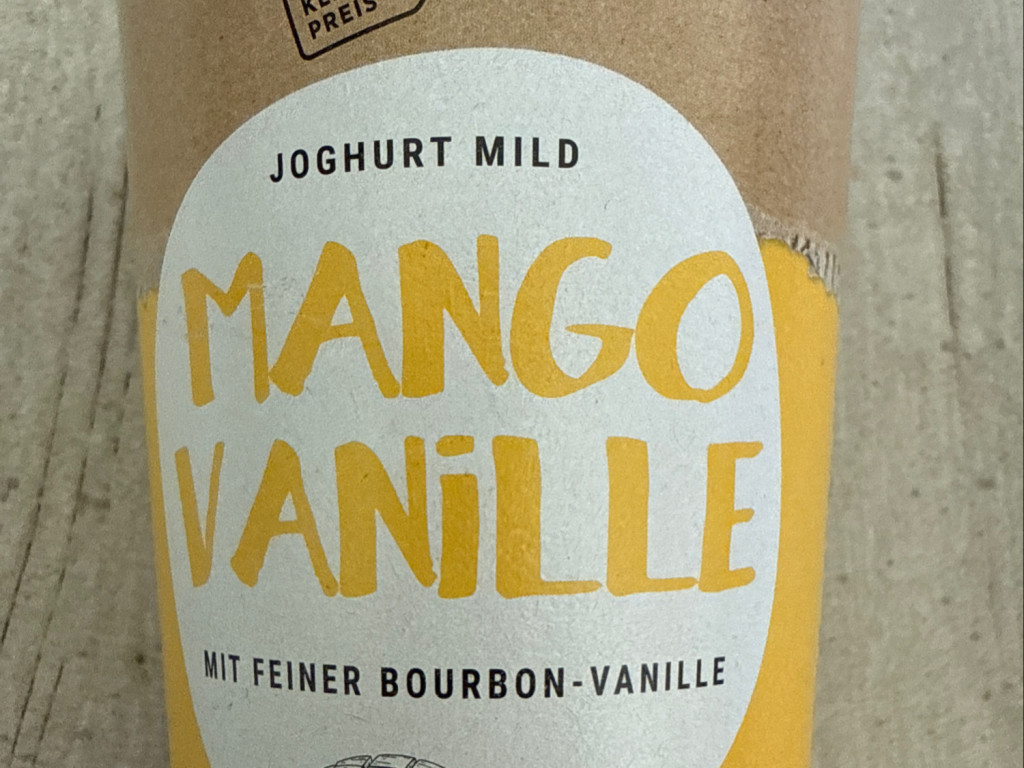 PREIS
JOGHURT MILD
MANGO
VANiLLE
MIT FEINER BOURBON-VANILLE